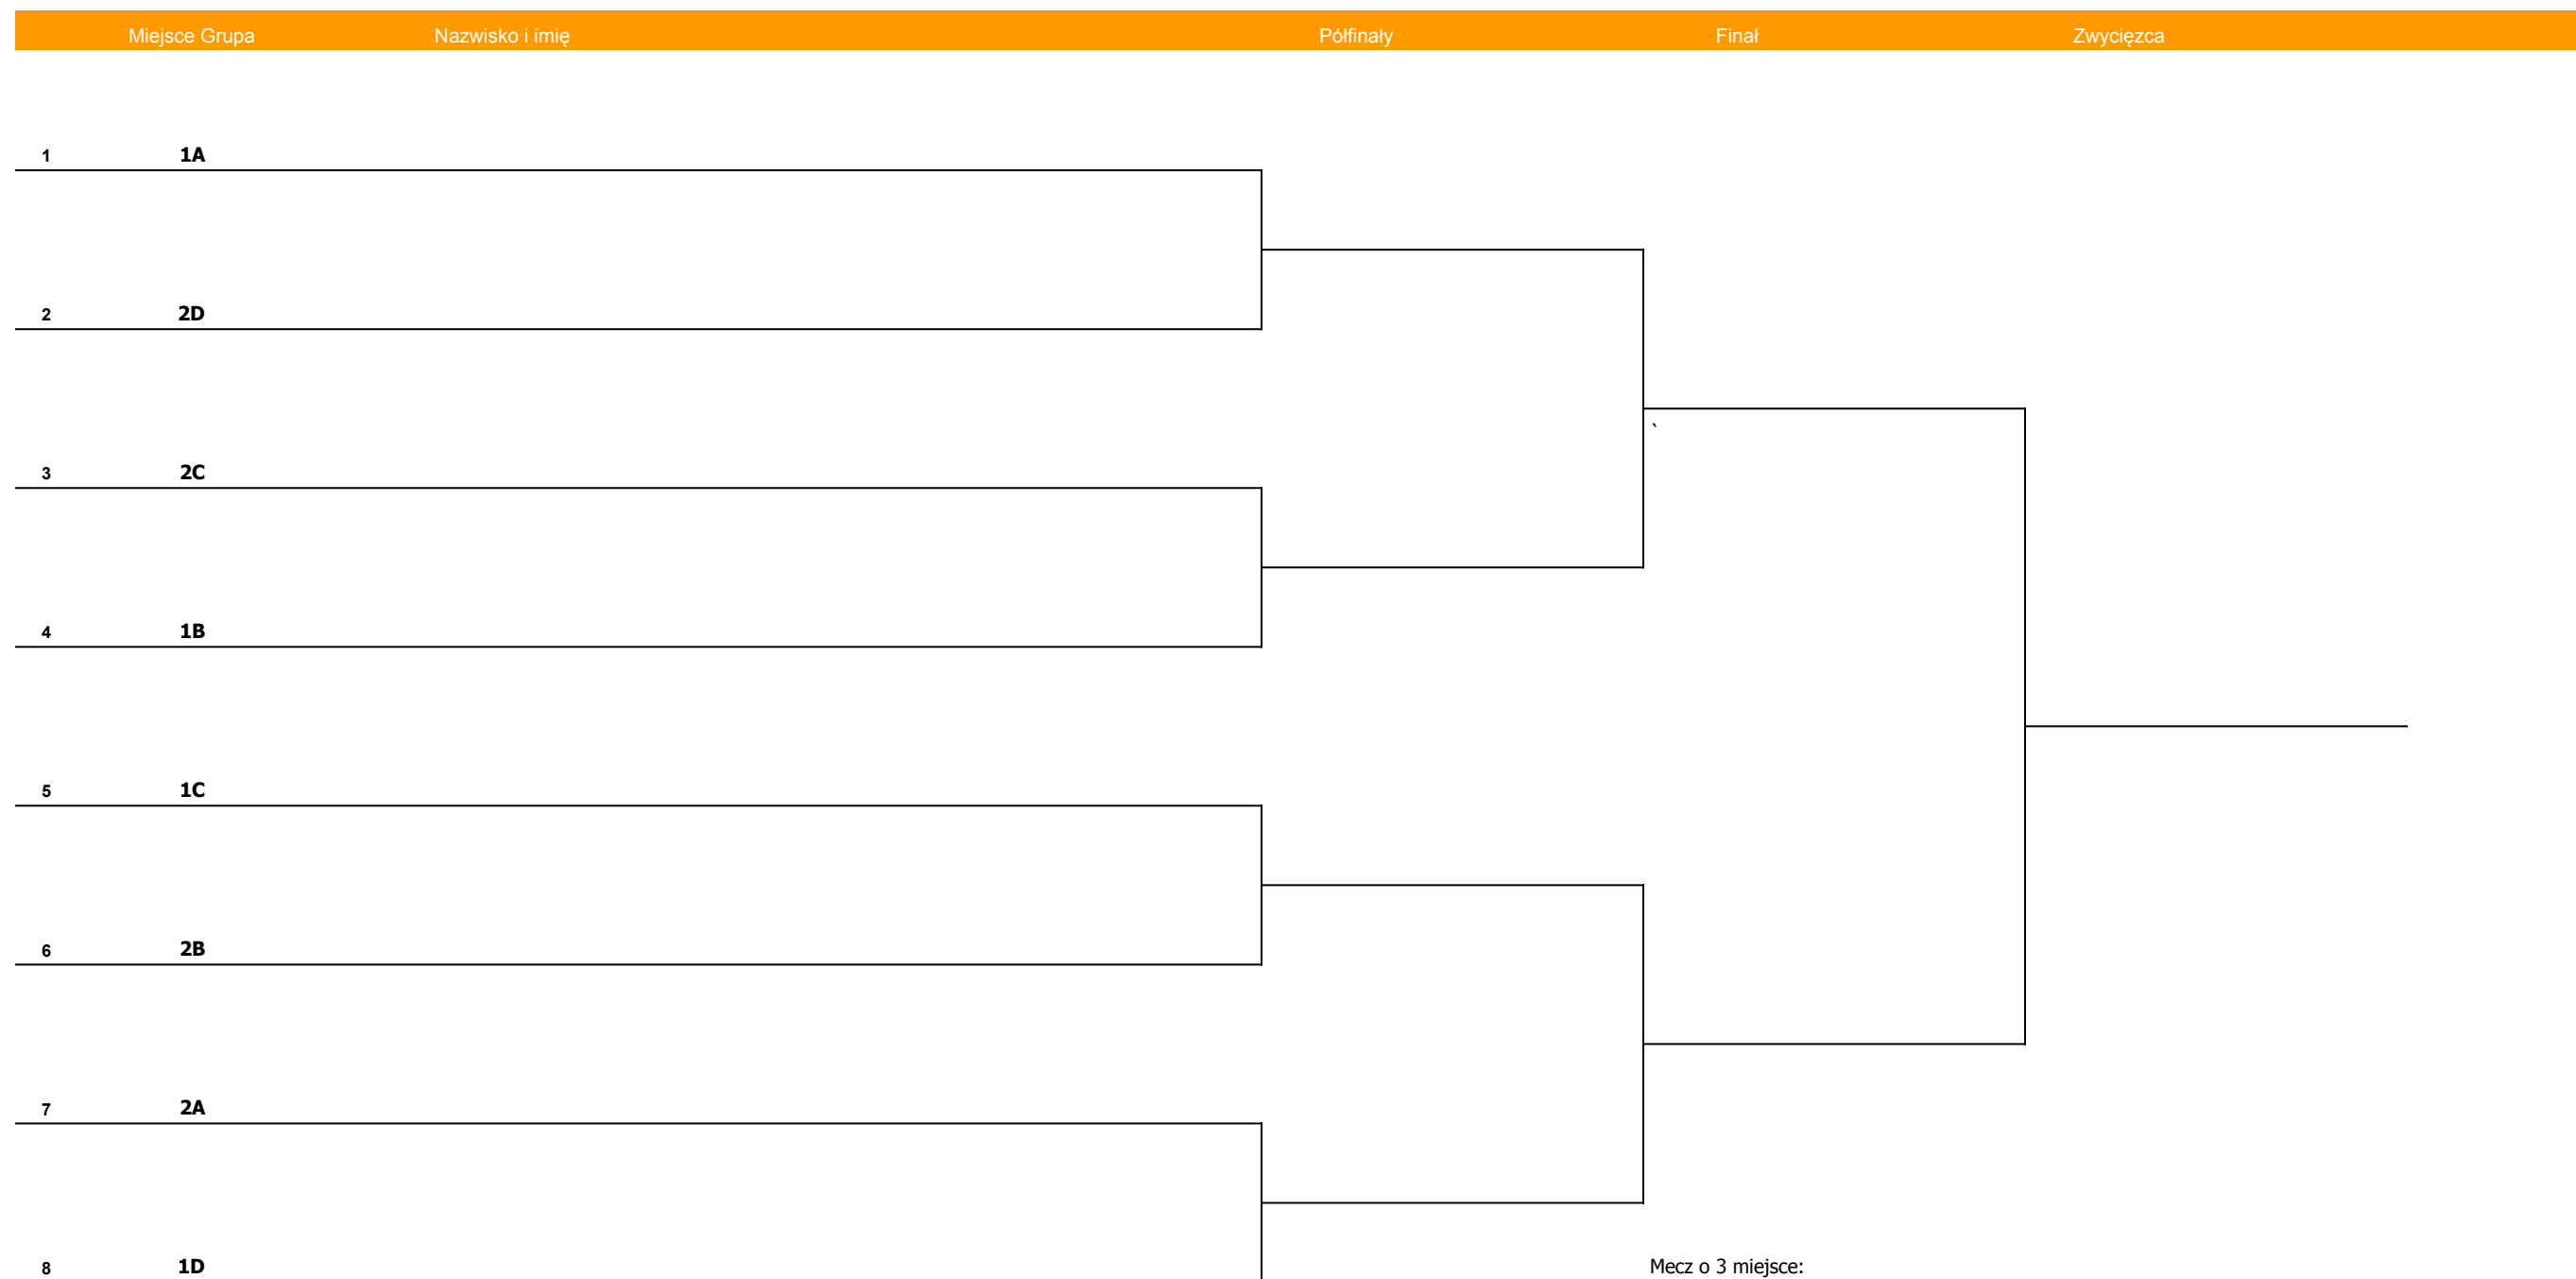 Miejsce Grupa Nazwisko i imię Półfinały Finał Zwycięzca
1 1A
2 2D
`
3 2C
4 1B
5 1C
6 2B
7 2A
8 1D Mecz o 3 miejsce: